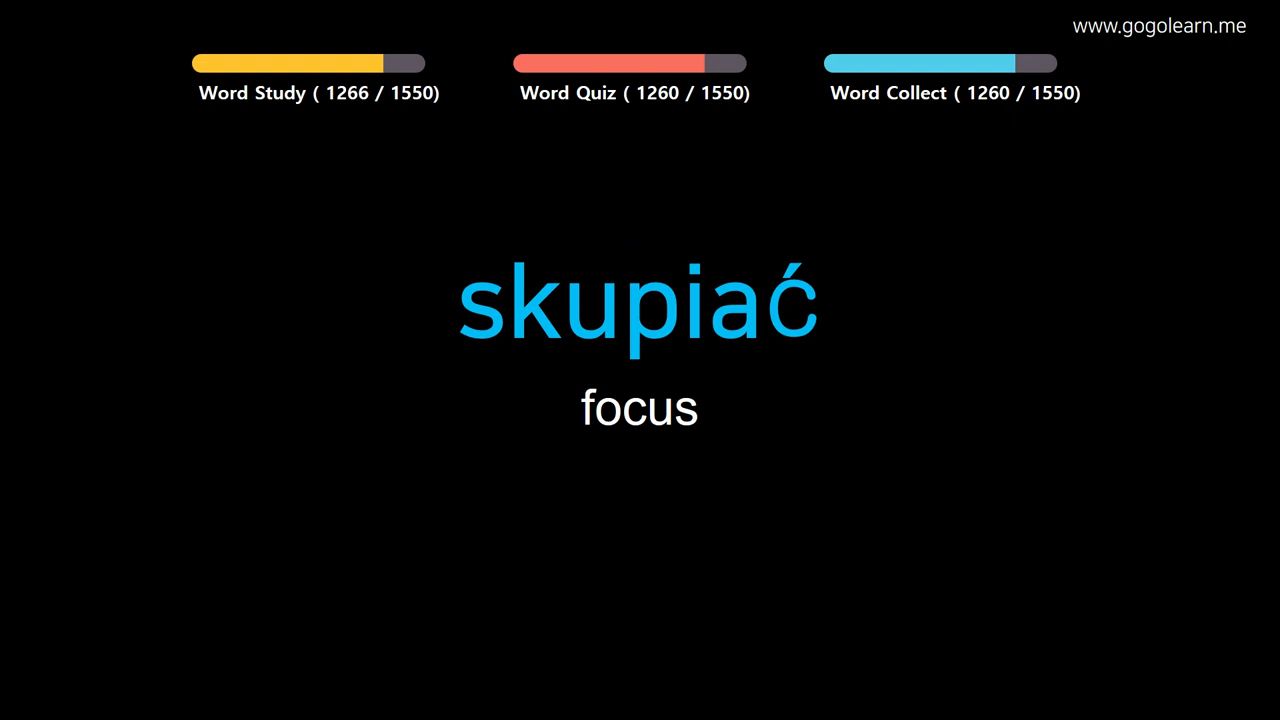 www.gogolearn.me
Word Study ( 1266 / 1550)
Word Quiz ( 1260 / 1550)
Word Collect ( 1260 / 1550)
skupiać
focus